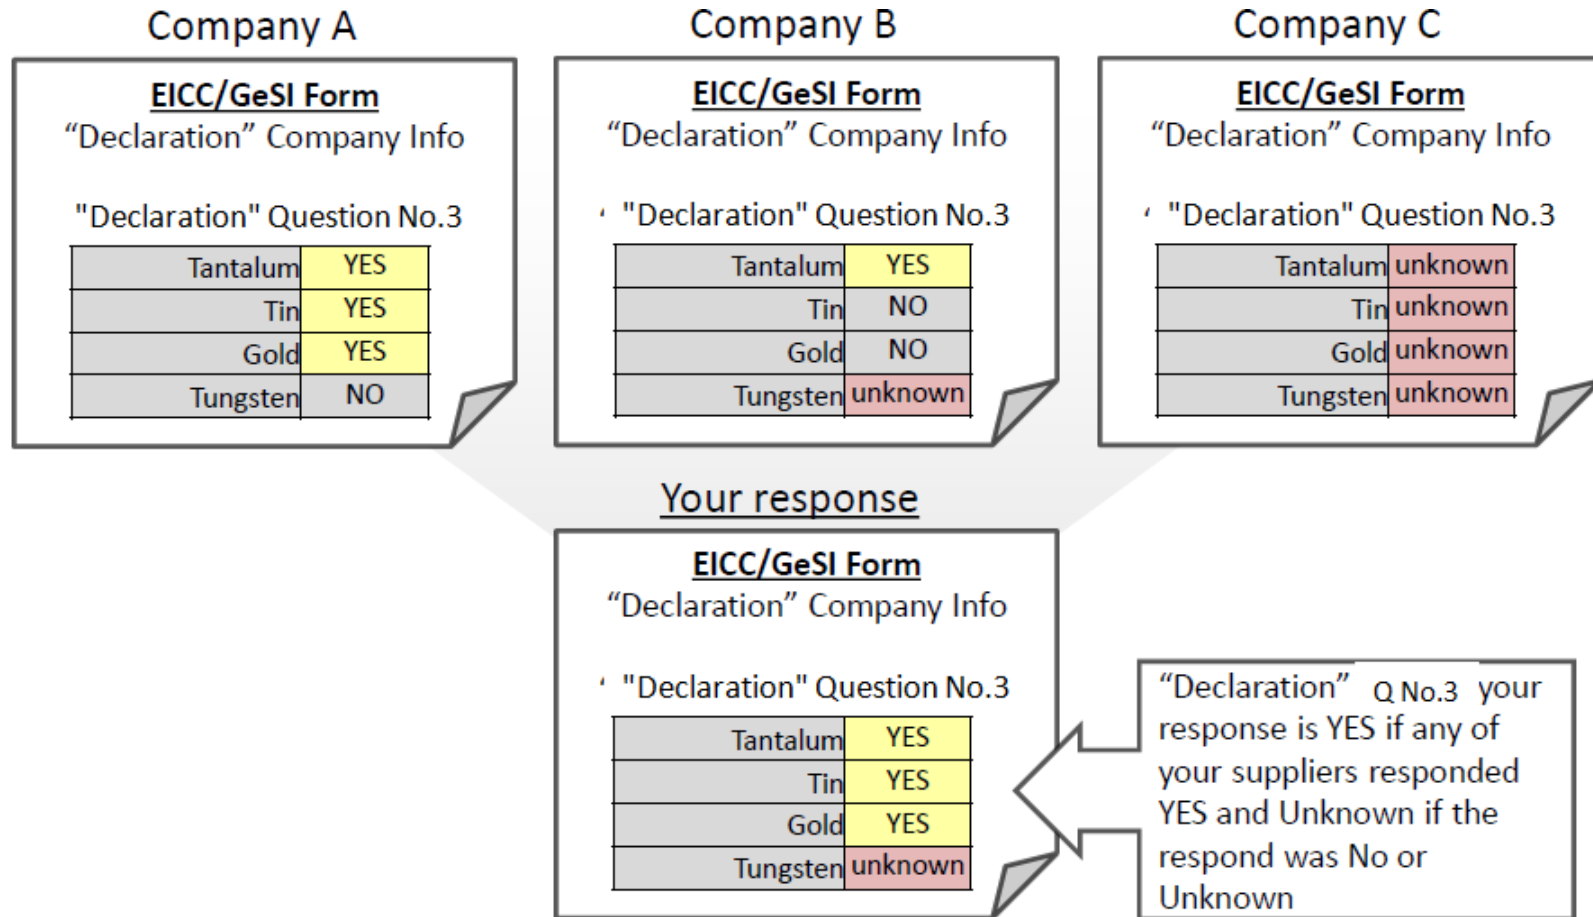 Company A
EICC/GeSI Form
“Declaration” Company Info
"Declaration" Question No.3
Tantalum YES
Tin YES
Gold YES
Tungsten NO
Company B
EICC/GeSI Form
“Declaration” Company Info
‘ "Declaration" Question No.3
Tantalum YES
Tin NO
Gold NO
Tungsten unknown
Company C
EICC/GeSI Form
“Declaration” Company Info
‘ "Declaration" Question No.3
Tantalum unknown
Tin unknown
Gold unknown
Tungsten unknown
Your response
EICC/GeSI Form
“Declaration” Company Info
‘ "Declaration" Question No.3
Tantalum YES
Tin YES
Gold YES
Tungsten unknown
“Declaration” Q No.3 your
response is YES if any of
your suppliers responded
YES and Unknown if the
respond was No or
Unknown